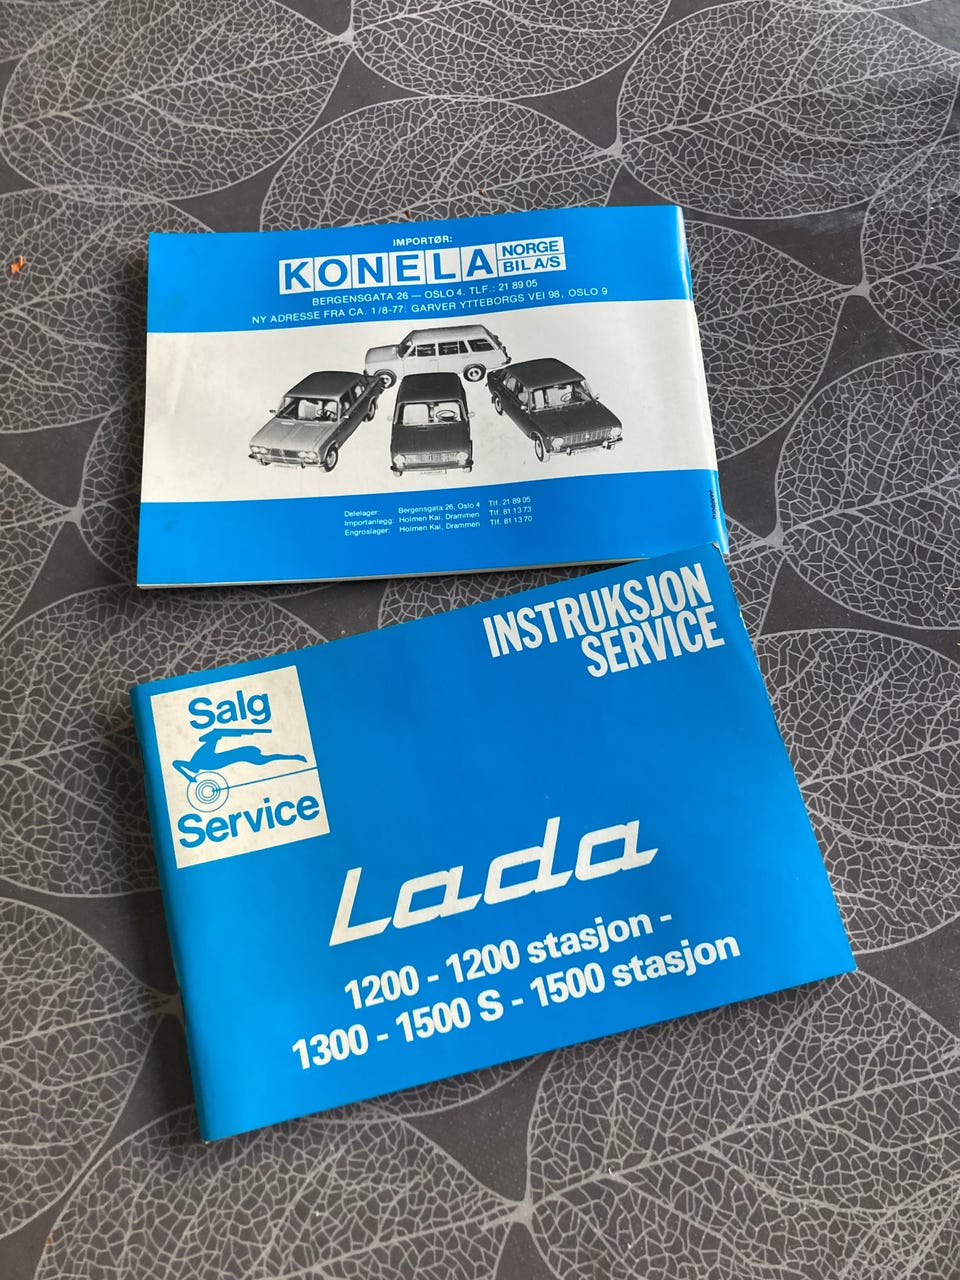 IMPORTØR:
KONELA NORGE BIL A/S
BERGENSGATA 26 — OSLO 4. TLF.: 21 89 05
NY ADRESSE FRA CA. 1/8-77: GARVER YTTEBORGS VEI 98, OSLO 9
Delelager: Bergensgata 26, Oslo 4 Tlf. 21 89 05
Importanlegg: Holmen Kai, Drammen Tlf. 81 13 73
Engroslager: Holmen Kai, Drammen Tlf. 81 13 70
INSTRUKSJON
SERVICE
Salg
Service
Lada
1200 - 1200 stasjon -
1300 - 1500 S - 1500 stasjon